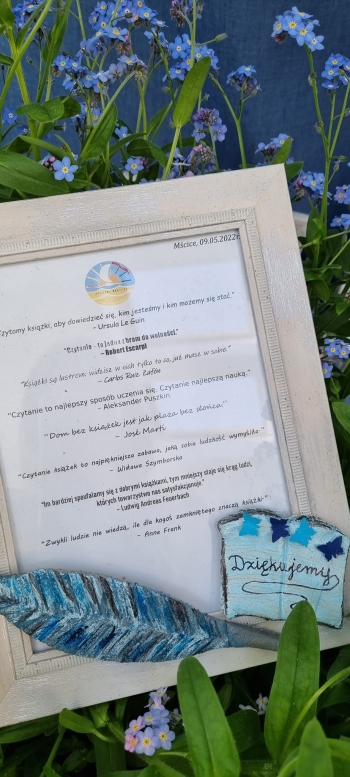 Mścice, 09.05.2022r.
"Czytamy książki, aby dowiedzieć się, kim jesteśmy i kim możemy się stać."
- Ursula Le Guin
"Czytanie - to jedna z bram do wolności."
- Robert Escarpit
"Książki są lustrem: widzisz w nich tylko to co, już masz w sobie."
- Carlos Ruiz Zafón
"Czytanie to najlepszy sposób uczenia się. Czytanie najlepszą nauką."
- Aleksander Puszkin
"Dom bez książek jest jak plaża bez słońca."
- José Marti
"Czytanie książek to najpiękniejsza zabawa, jaką sobie ludzkość wymyśliła."
- Wisława Szymborska
"Im bardziej spoufalamy się z dobrymi książkami, tym mniejszy staje się krąg ludzi,
których towarzystwo nas satysfakcjonuje."
- Ludwig Andreas Feuerbach
"Zwykli ludzie nie wiedzą, ile dla kogoś zamkniętego znaczą książki"
- Anne Frank
Dziękujemy